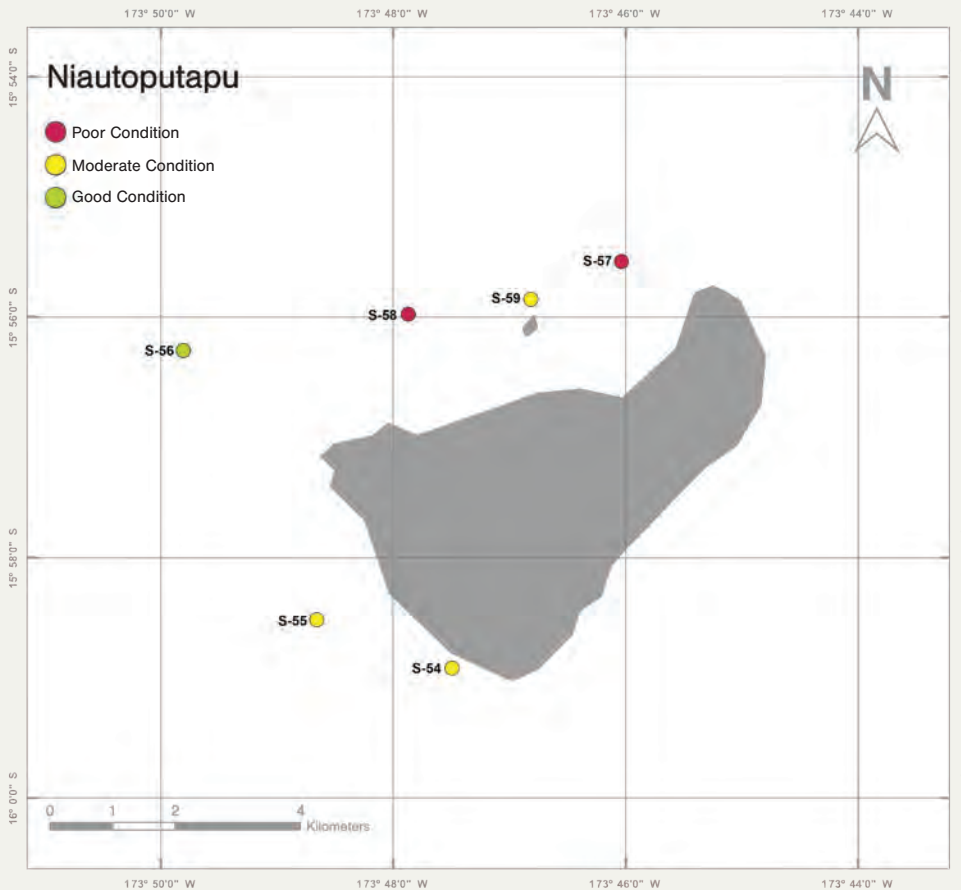 173° 50'0" W 173° 48'0" W 173° 46'0" W 173° 44'0" W
15° 54'0" S
Niautoputapu
N
Poor Condition
Moderate Condition
Good Condition
S-57
S-59
S-58
15° 56'0" S
S-56
15° 58'0" S
S-55
S-54
16° 0'0" S
0 1 2 4
Kilometers
173° 50'0" W 173° 48'0" W 173° 46'0" W 173° 44'0" W